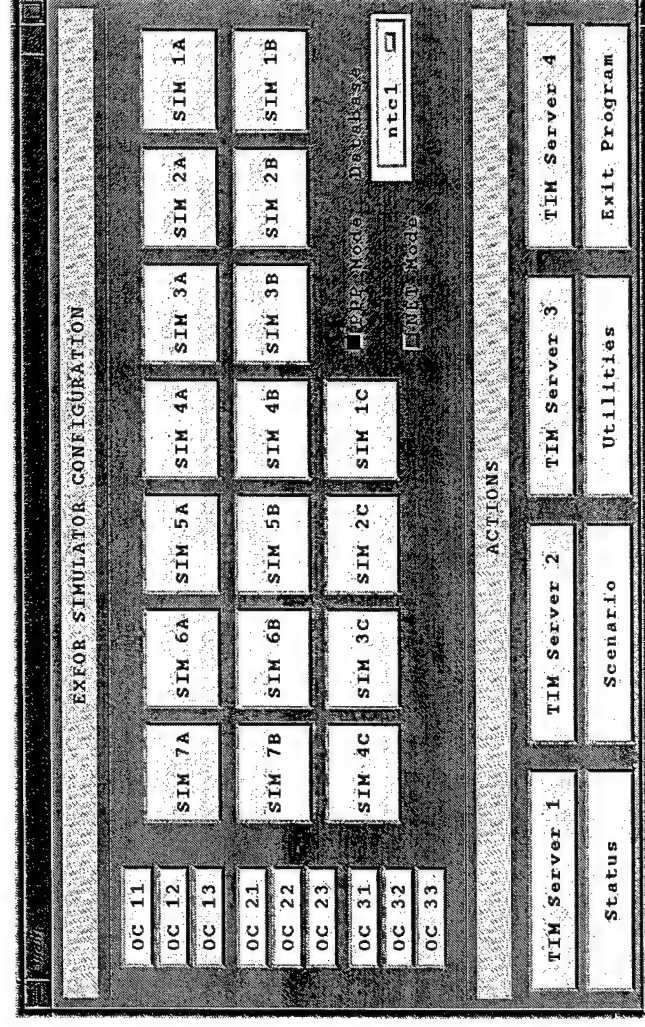 EXFOR SIMULATOR CONFIGURATION
OC 11
OC 12
OC 13
SIM 7A SIM 6A SIM 5A SIM 4A SIM 3A SIM 2A SIM 1A
OC 21
OC 22
OC 23
SIM 7B SIM 6B SIM 5B SIM 4B SIM 3B SIM 2B SIM 1B
OC 31
OC 32
OC 33
SIM 4C SIM 3C SIM 2C SIM 1C
Mode Database
Mode
ntc1
ACTIONS
TIM Server 1 TIM Server 2 TIM Server 3 TIM Server 4
Status Scenario Utilities Exit Program